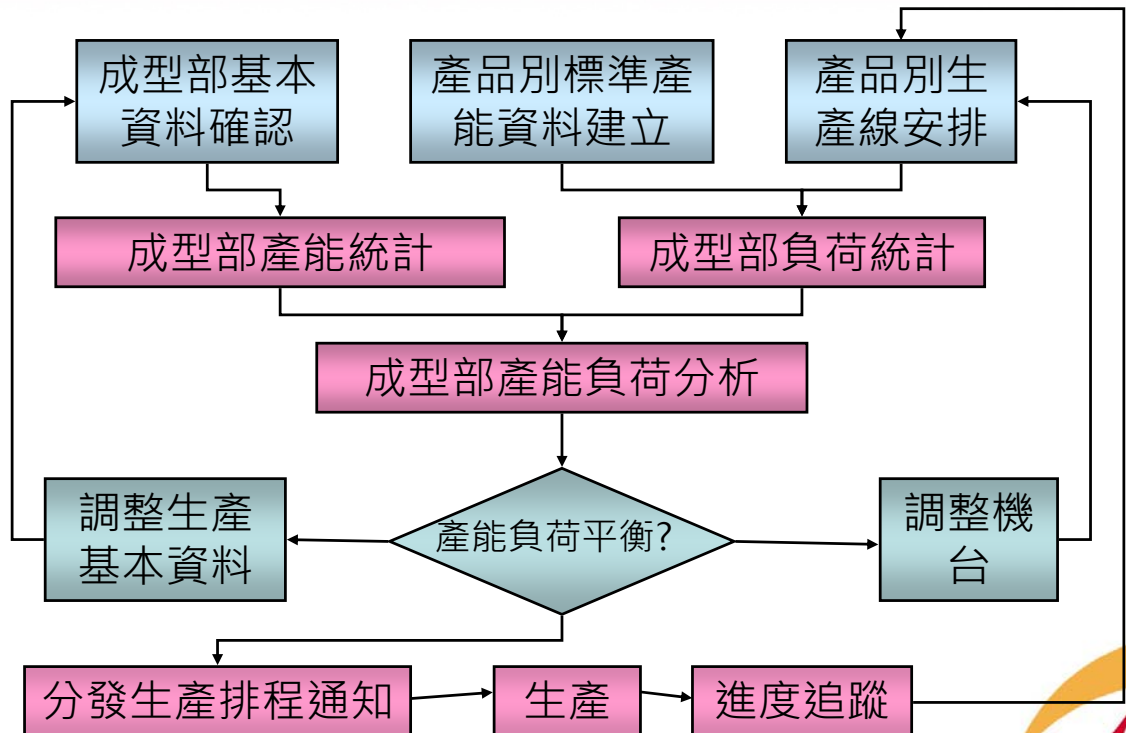 成型部基本
資料確認
產品別標準產
能資料建立
產品別生
產線安排
成型部產能統計
成型部負荷統計
成型部產能負荷分析
調整生產
基本資料
產能負荷平衡?
調整機
台
分發生產排程通知
生產
進度追蹤